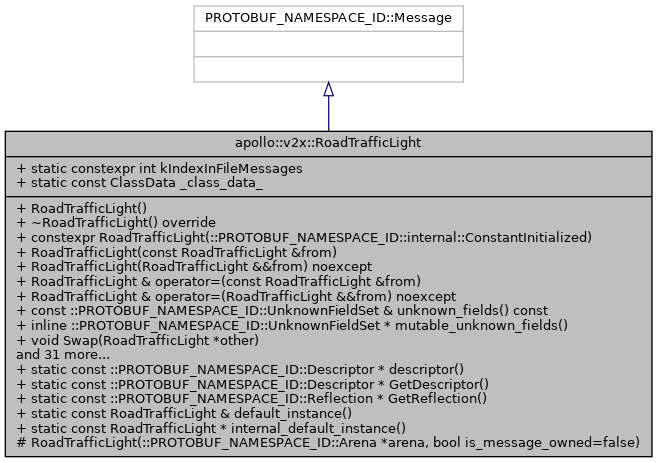 PROTOBUF_NAMESPACE_ID::Message
apollo::v2x::RoadTrafficLight
+ static constexpr int kIndexInFileMessages
+ static const ClassData _class_data_
+ RoadTrafficLight()
+ ~RoadTrafficLight() override
+ constexpr RoadTrafficLight(::PROTOBUF_NAMESPACE_ID::internal::ConstantInitialized)
+ RoadTrafficLight(const RoadTrafficLight &from)
+ RoadTrafficLight(RoadTrafficLight &&from) noexcept
+ RoadTrafficLight & operator=(const RoadTrafficLight &from)
+ RoadTrafficLight & operator=(RoadTrafficLight &&from) noexcept
+ const ::PROTOBUF_NAMESPACE_ID::UnknownFieldSet & unknown_fields() const
+ inline ::PROTOBUF_NAMESPACE_ID::UnknownFieldSet * mutable_unknown_fields()
+ void Swap(RoadTrafficLight *other)
and 31 more...
+ static const ::PROTOBUF_NAMESPACE_ID::Descriptor * descriptor()
+ static const ::PROTOBUF_NAMESPACE_ID::Descriptor * GetDescriptor()
+ static const ::PROTOBUF_NAMESPACE_ID::Reflection * GetReflection()
+ static const RoadTrafficLight & default_instance()
+ static const RoadTrafficLight * internal_default_instance()
# RoadTrafficLight(::PROTOBUF_NAMESPACE_ID::Arena *arena, bool is_message_owned=false)